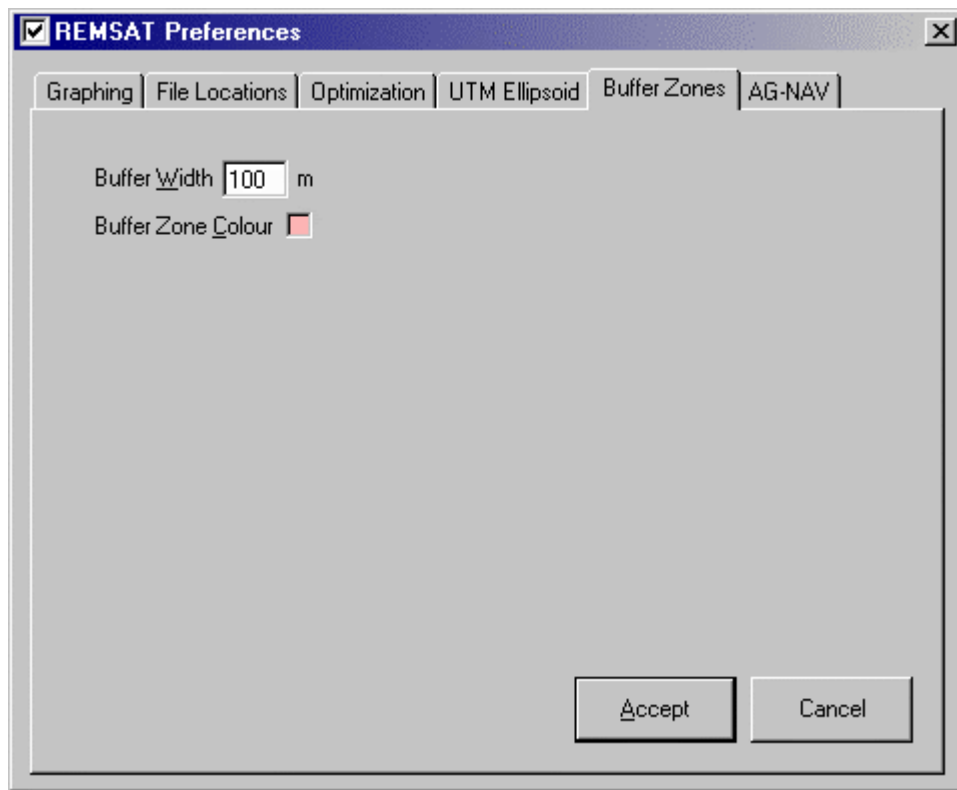 REMSAT Preferences
Graphing File Locations Optimization UTM Ellipsoid Buffer Zones AG-NAV
Buffer Width 100 m
Buffer Zone Colour
Accept Cancel